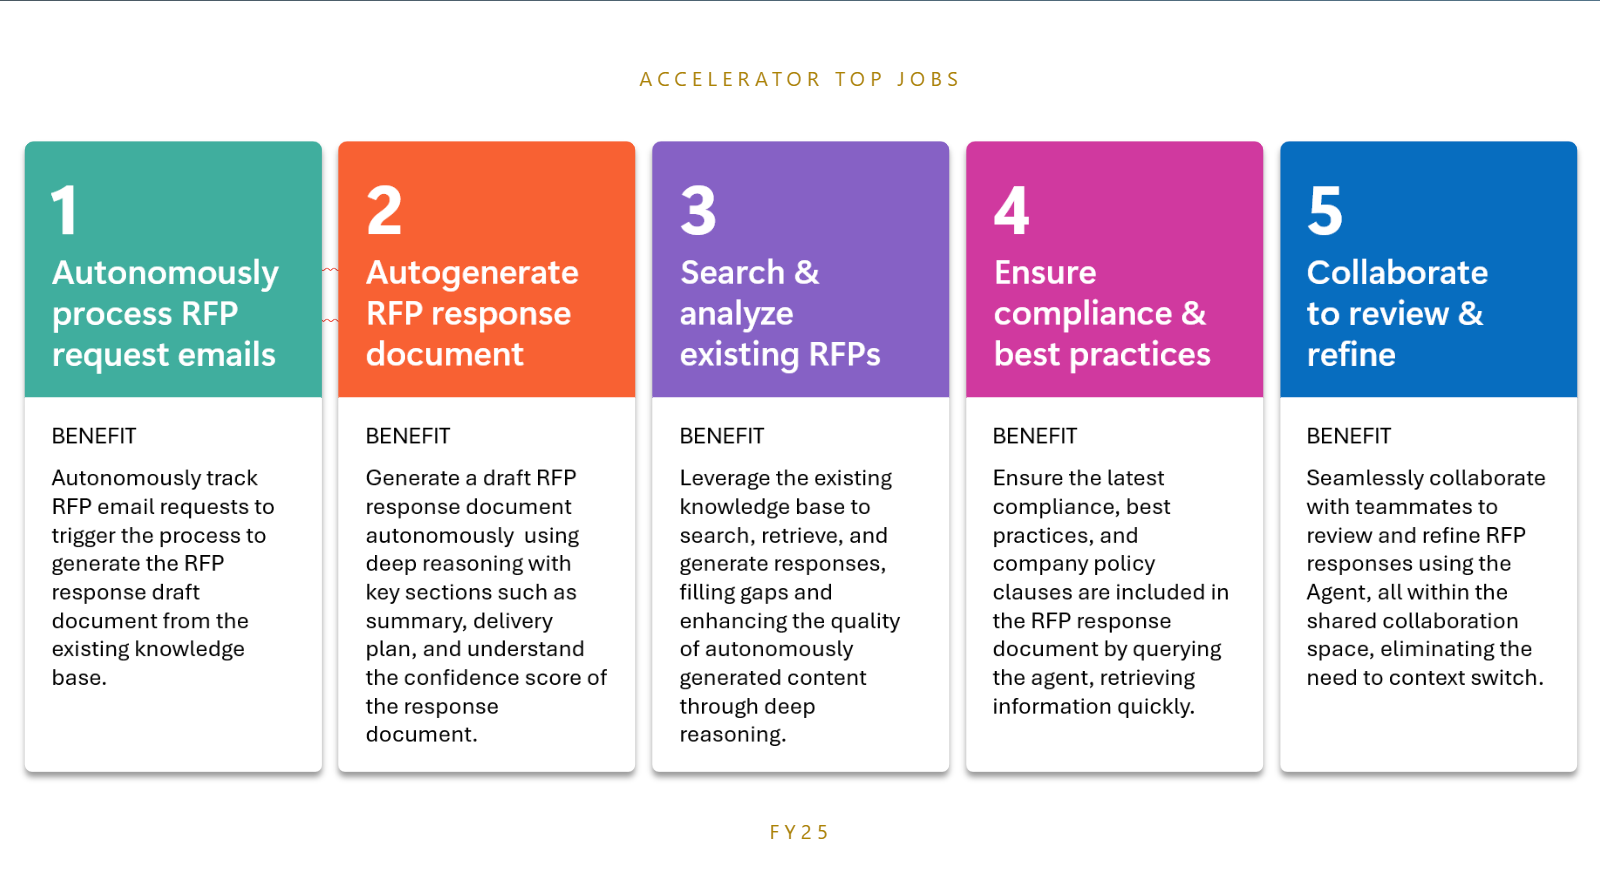 ACCELERATOR TOP JOBS
1
Autonomously
process RFP
request emails
BENEFIT
Autonomously track
RFP email requests to
trigger the process to
generate the RFP
response draft
document from the
existing knowledge
base.
2
Autogenerate
RFP response
document
BENEFIT
Generate a draft RFP
response document
autonomously  using
deep reasoning with
key sections such as
summary, delivery
plan, and understand
the confidence score of
the response
document.
3
Search &
analyze
existing RFPs
BENEFIT
Leverage the existing
knowledge base to
search, retrieve, and
generate responses,
filling gaps and
enhancing the quality
of autonomously
generated content
through deep
reasoning.
4
Ensure
compliance &
best practices
BENEFIT
Ensure the latest
compliance, best
practices, and
company policy
clauses are included in
the RFP response
document by querying
the agent, retrieving
information quickly.
5
Collaborate
to review &
refine
BENEFIT
Seamlessly collaborate
with teammates to
review and refine RFP
responses using the
Agent, all within the
shared collaboration
space, eliminating the
need to context switch.
FY25